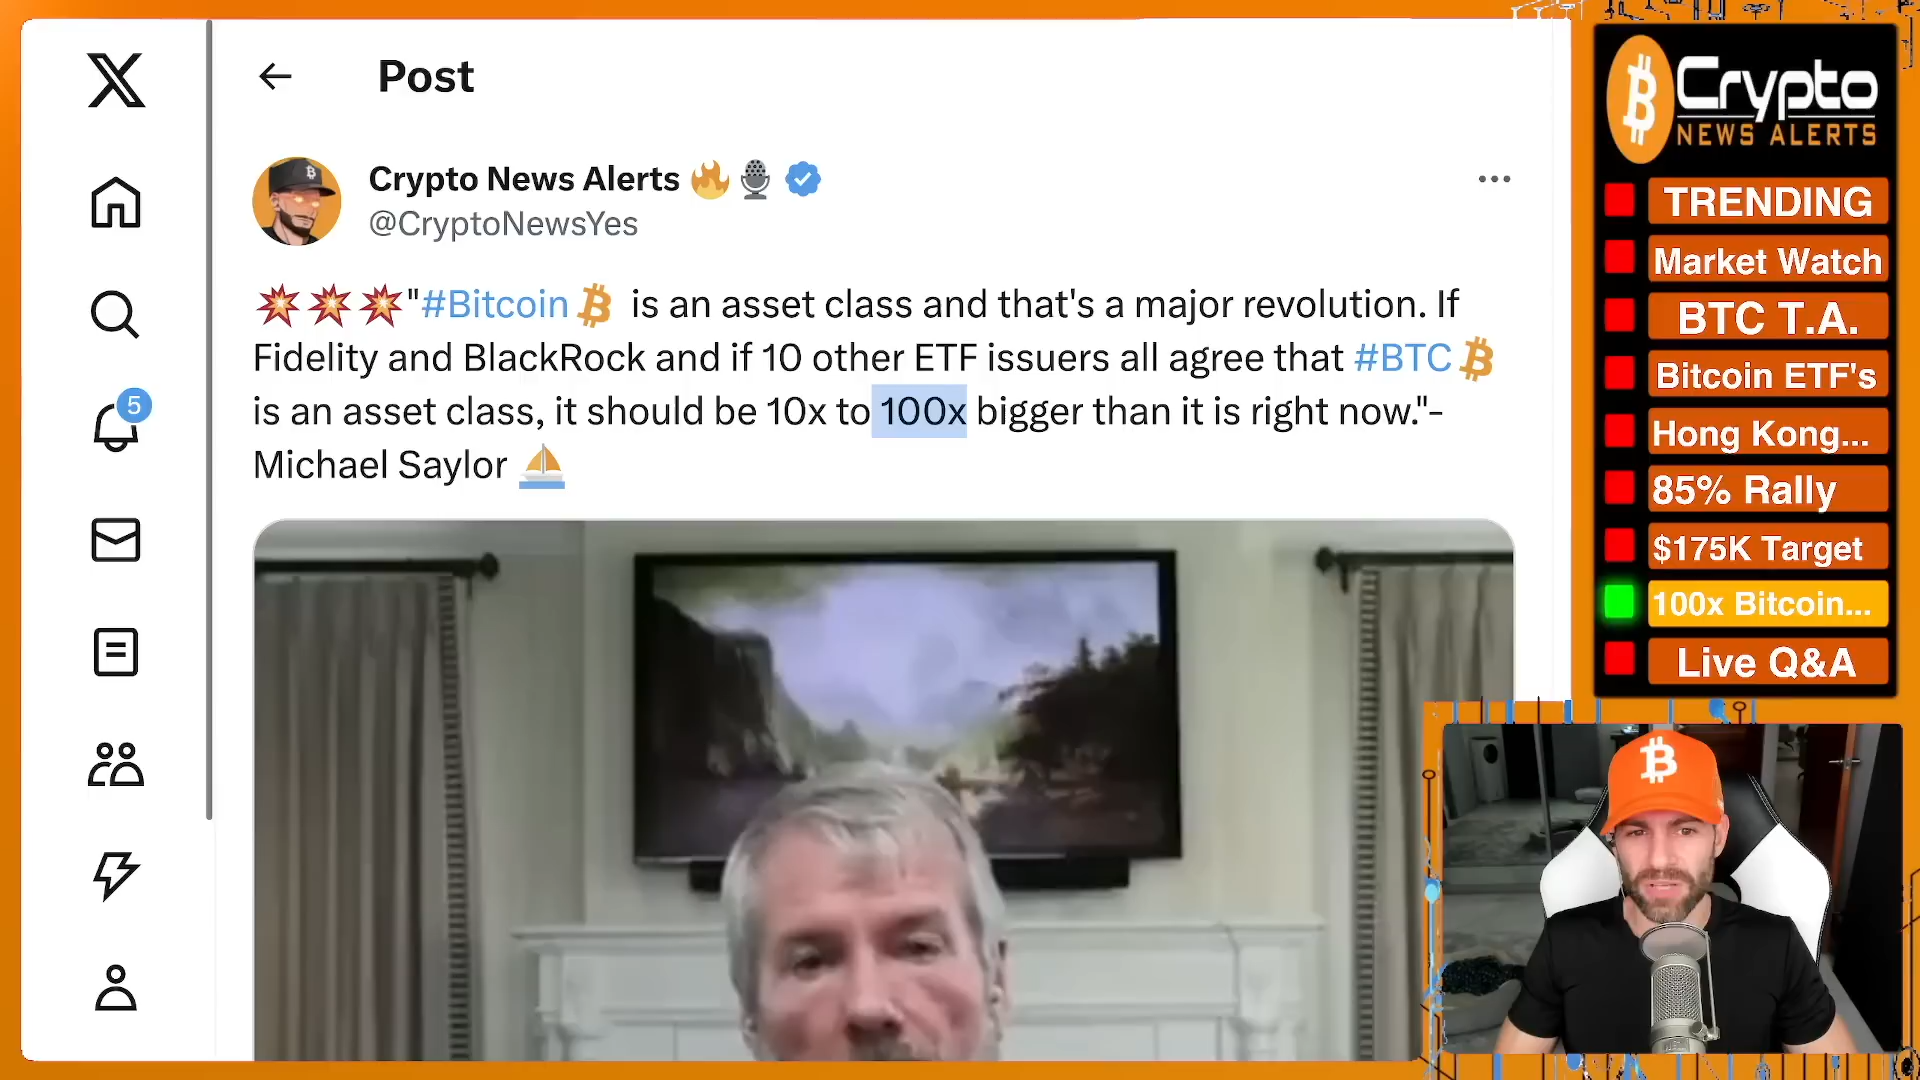 Post
Crypto News Alerts
@CryptoNewsYes
"#Bitcoin is an asset class and that's a major revolution. If
Fidelity and BlackRock and if 10 other ETF issuers all agree that #BTC
is an asset class, it should be 10x to 100x bigger than it is right now."-
Michael Saylor
5
Crypto
NEWS ALERTS
TRENDING
Market Watch
BTC T.A.
Bitcoin ETF's
Hong Kong...
85% Rally
$175K Target
100x Bitcoin...
Live Q&A